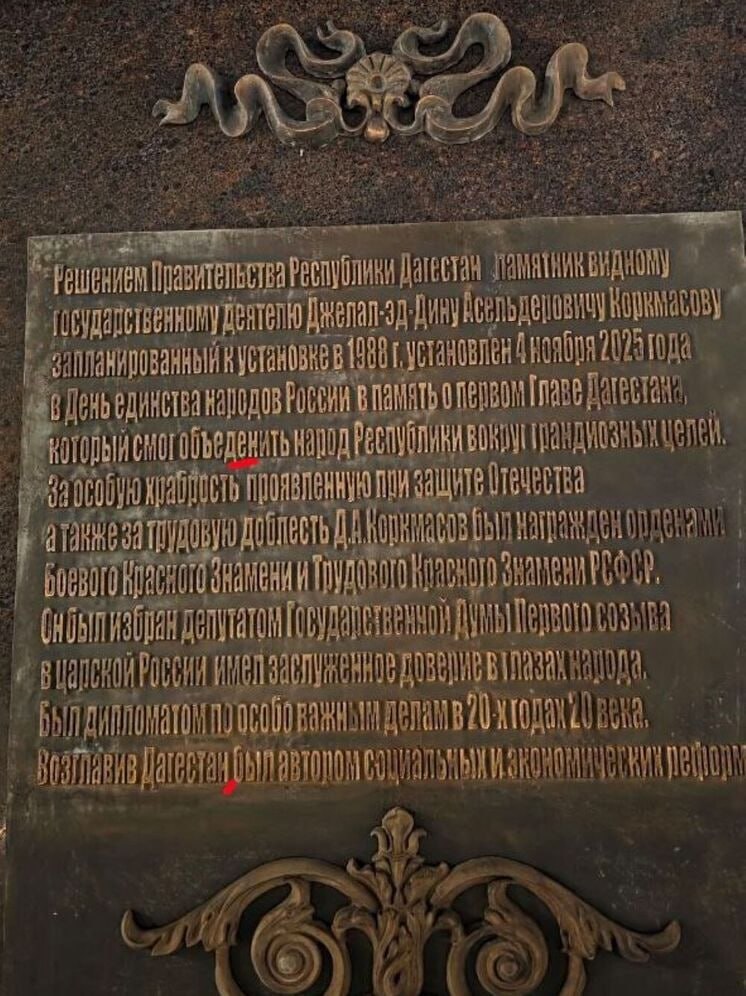 Решением Правительства Республики Дагестан памятник видному
государственному деятелю Джелал-эд-Дину Асельдеровичу Коркмасову
запланированный к установке в 1988 г. установлен 4 ноября 2025 года
в День единства народов России в память о первом Главе Дагестана,
который смог объеденить народ Республики вокруг грандиозных целей.
За особую храбрость проявленную при защите Отечества
а также за трудовую доблесть Д.А.Коркмасов был награжден орденами
Боевого Красного Знамени и Трудового Красного Знамени РСФСР.
Он был избран депутатом Государственной Думы Первого созыва
в царской России имел заслуженное доверие в глазах народа.
Был дипломатом по особо важным делам в 20-х годах 20 века.
Возглавив Дагестан был автором социальных и экономических реформ